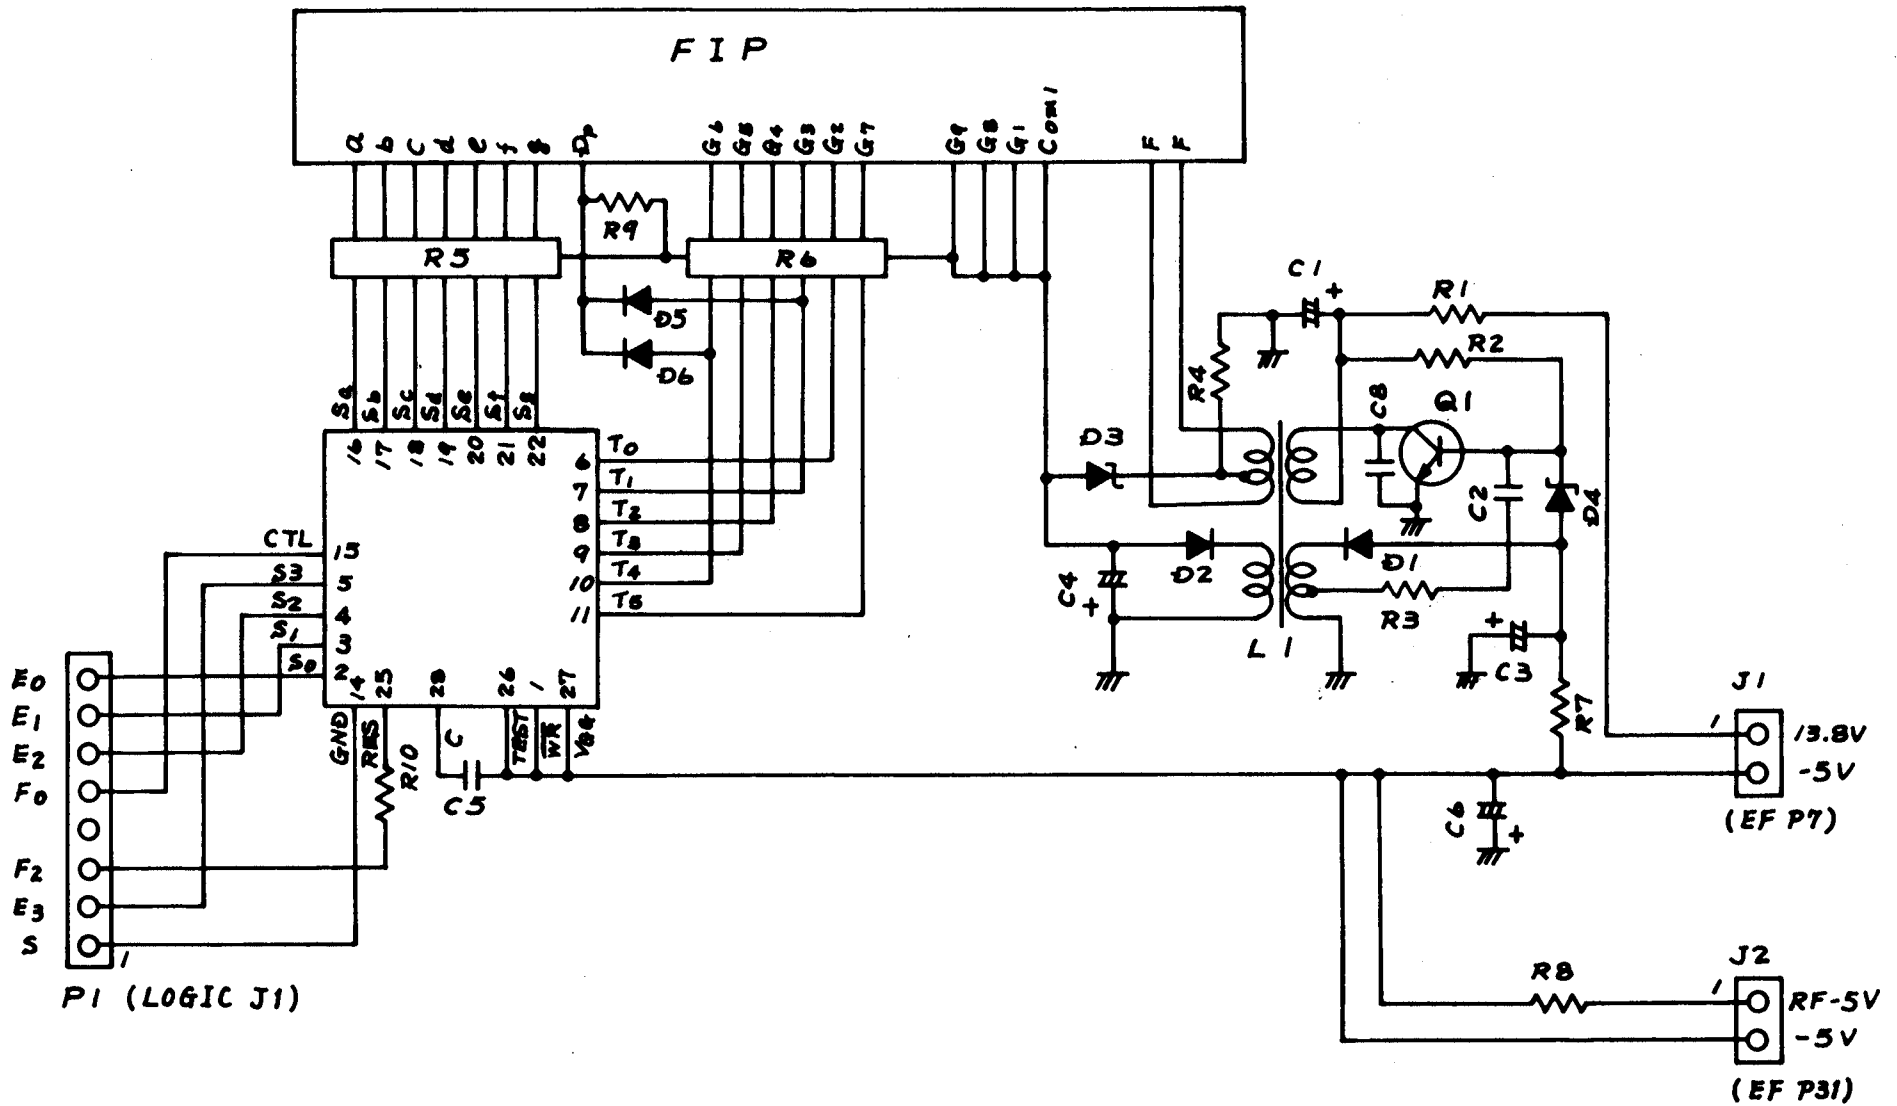 FIP
a b c d e f g Dp G6 G5 G4 G3 G2 G7 G9 G8 G1 Com1 F F
R9
R5 R6
C1 +
R1
D5
R2
D6
R4
C8
Q1
Sa Sb Sc Sd Se Sf Sg
D3
16 17 18 19 20 21 22
6 T0
7 T1
8 T2
9 T3
10 T4
11 T5
C2
D4
CTL 15
S3 5
S2 4
S1 3
S0 2
D2
D1
C4 +
R3
L1
+
C3
R7
14 25 28 26 1 27
GND RES C TEST WR VGG
R10
C5
E0
E1
E2
F0
F2
E3
S
1
P1 (LOGIC J1)
J1
1 13.8V
-5V
(EF P7)
C6 +
J2
R8
1 RF-5V
-5V
(EF P31)